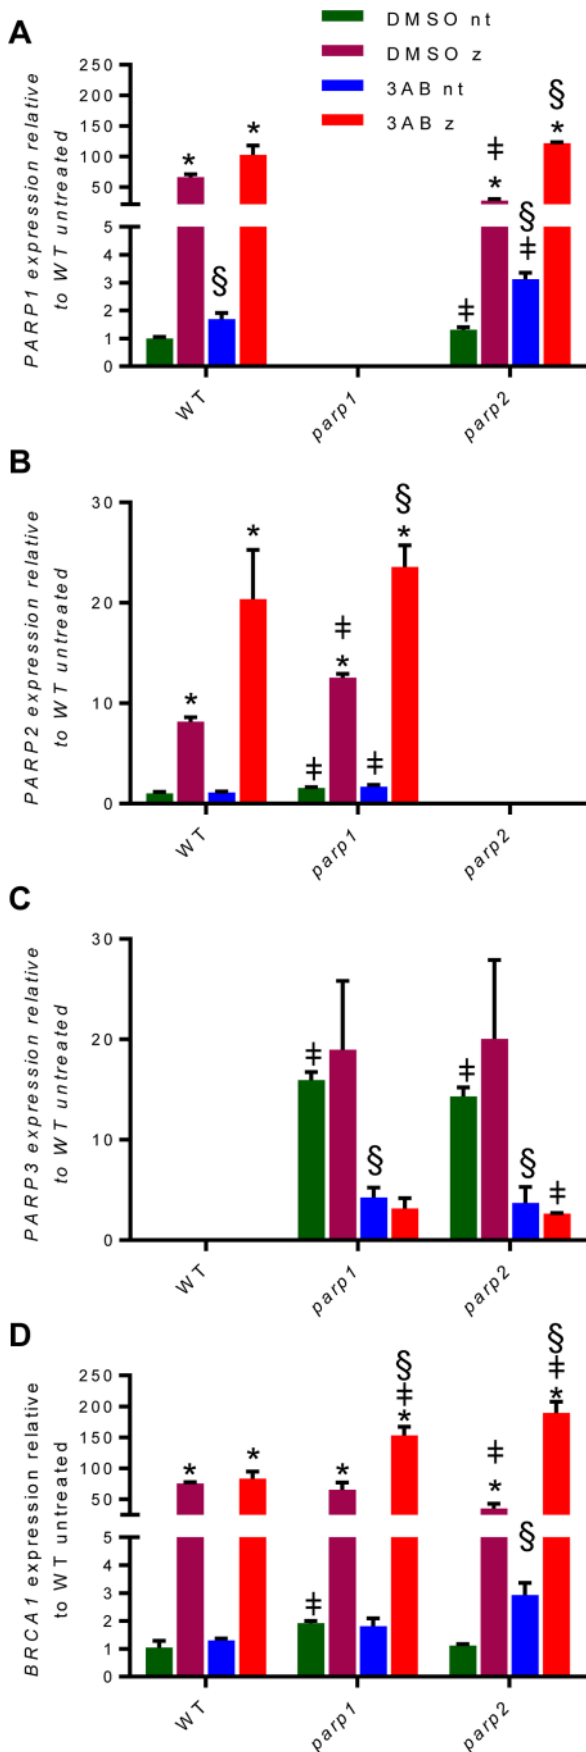 A
DMSO nt
DMSO z
3AB nt
3AB z
PARP1 expression relative
to WT untreated
250
200
150
100
50
5
4
3
2
1
0
*
§
*
‡
*
‡
§
‡
§
*
WT
parp1
parp2
B
PARP2 expression relative
to WT untreated
30
20
10
0
*
*
‡
‡
*
‡
§
*
WT
parp1
parp2
C
PARP3 expression relative
to WT untreated
30
20
10
0
‡
§
‡
§
‡
WT
parp1
parp2
D
BRCA1 expression relative
to WT untreated
250
200
150
100
50
5
4
3
2
1
0
*
*
‡
*
§
‡
*
‡
*
§
§
‡
*
WT
parp1
parp2